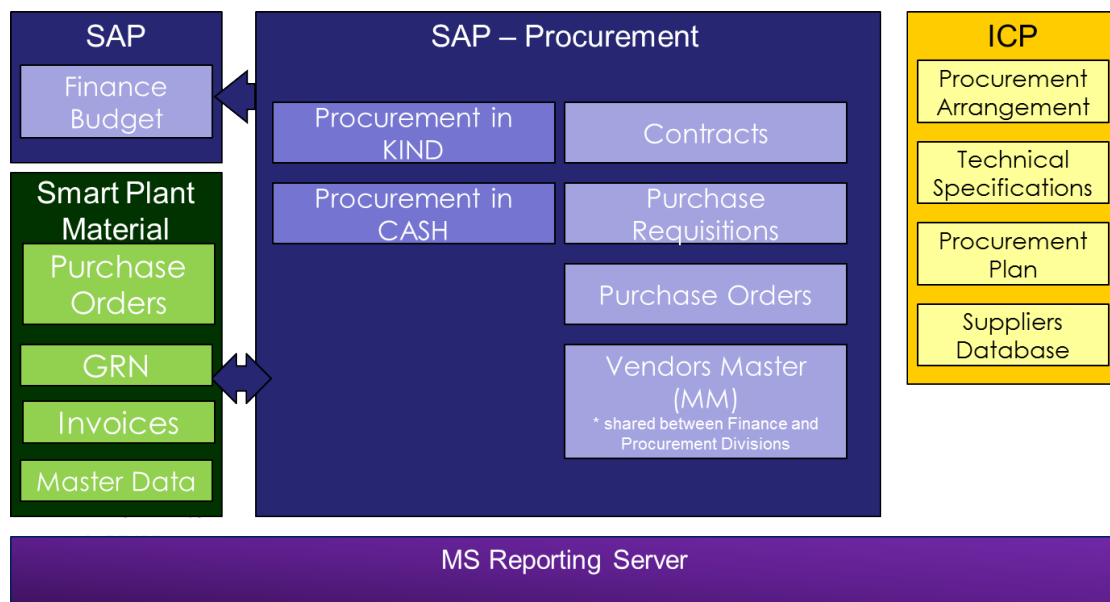 SAP
Finance
Budget
Smart Plant
Material
Purchase
Orders
GRN
Invoices
Master Data
SAP – Procurement
Procurement in
KIND
Procurement in
CASH
Contracts
Purchase
Requisitions
Purchase Orders
Vendors Master
(MM)
* shared between Finance and
Procurement Divisions
ICP
Procurement
Arrangement
Technical
Specifications
Procurement
Plan
Suppliers
Database
MS Reporting Server